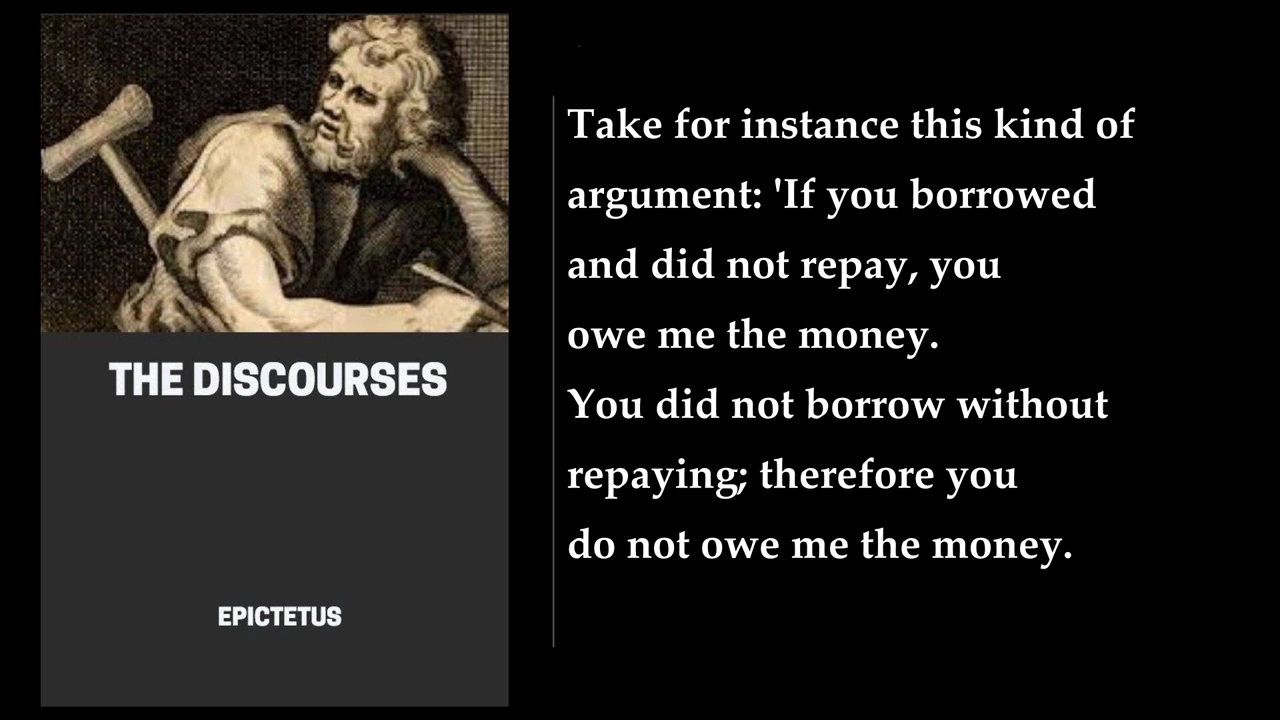 THE DISCOURSES
EPICTETUS
Take for instance this kind of
argument: 'If you borrowed
and did not repay, you
owe me the money.
You did not borrow without
repaying; therefore you
do not owe me the money.